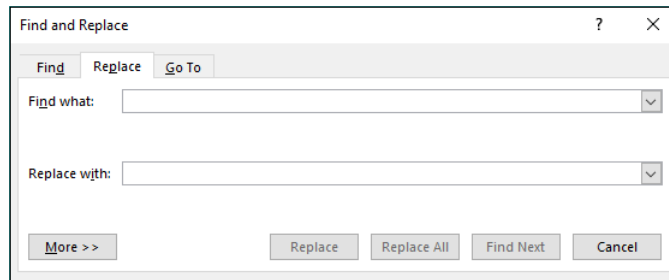 Find and Replace ?
Find Replace Go To
Find what:
Replace with:
More >> Replace Replace All Find Next Cancel